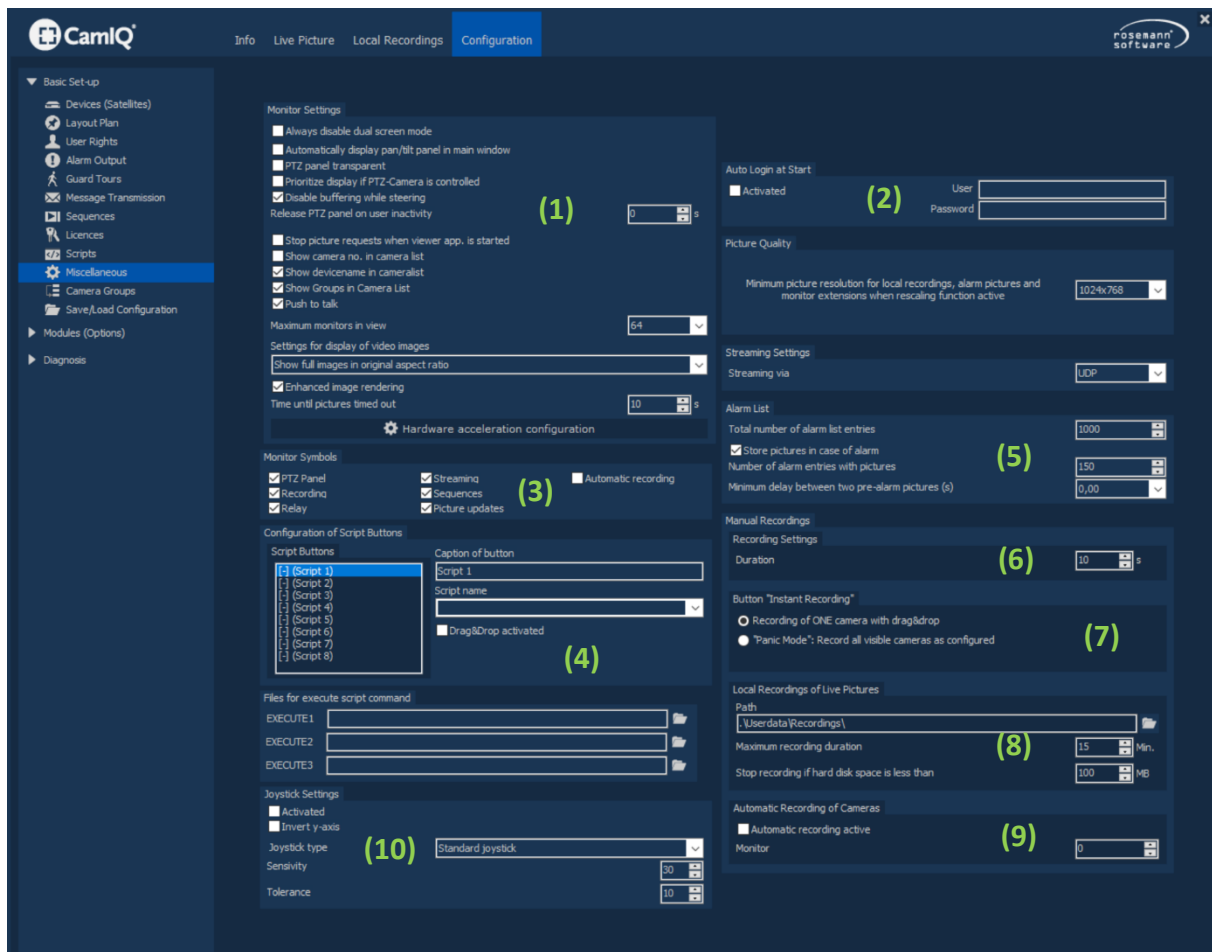 CamIQ
Info Live Picture Local Recordings Configuration
rosemann software
Basic Set-up
Devices (Satellites)
Layout Plan
User Rights
Alarm Output
Guard Tours
Message Transmission
Sequences
Licences
Scripts
Miscellaneous
Camera Groups
Save/Load Configuration
Modules (Options)
Diagnosis
Monitor Settings
Always disable dual screen mode
Automatically display pan/tilt panel in main window
PTZ panel transparent
Prioritize display if PTZ-Camera is controlled
Disable buffering while steering
(1)
Release PTZ panel on user inactivity 0 s
Stop picture requests when viewer app. is started
Show camera no. in camera list
Show devicename in cameralist
Show Groups in Camera List
Push to talk
Maximum monitors in view 64
Settings for display of video images
Show full images in original aspect ratio
Enhanced image rendering
Time until pictures timed out 10 s
Hardware acceleration configuration
Monitor Symbols
PTZ Panel Streaming Automatic recording
Recording Sequences (3)
Relay Picture updates
Configuration of Script Buttons
Script Buttons
[-] (Script 1)
[-] (Script 2)
[-] (Script 3)
[-] (Script 4)
[-] (Script 5)
[-] (Script 6)
[-] (Script 7)
[-] (Script 8)
Caption of button
Script 1
Script name
Drag&Drop activated
(4)
Files for execute script command
EXECUTE1
EXECUTE2
EXECUTE3
Joystick Settings
Activated
Invert y-axis
Joystick type (10) Standard joystick
Sensivity 30
Tolerance 10
Auto Login at Start
Activated (2) User
Password
Picture Quality
Minimum picture resolution for local recordings, alarm pictures and
monitor extensions when rescaling function active
1024x768
Streaming Settings
Streaming via UDP
Alarm List
Total number of alarm list entries 1000
Store pictures in case of alarm (5)
Number of alarm entries with pictures 150
Minimum delay between two pre-alarm pictures (s) 0,00
Manual Recordings
Recording Settings
Duration (6) 10 s
Button "Instant Recording"
Recording of ONE camera with drag&drop
"Panic Mode": Record all visible cameras as configured
(7)
Local Recordings of Live Pictures
Path
.\Userdata\Recordings\
Maximum recording duration (8) 15 Min.
Stop recording if hard disk space is less than 100 MB
Automatic Recording of Cameras
Automatic recording active (9)
Monitor 0